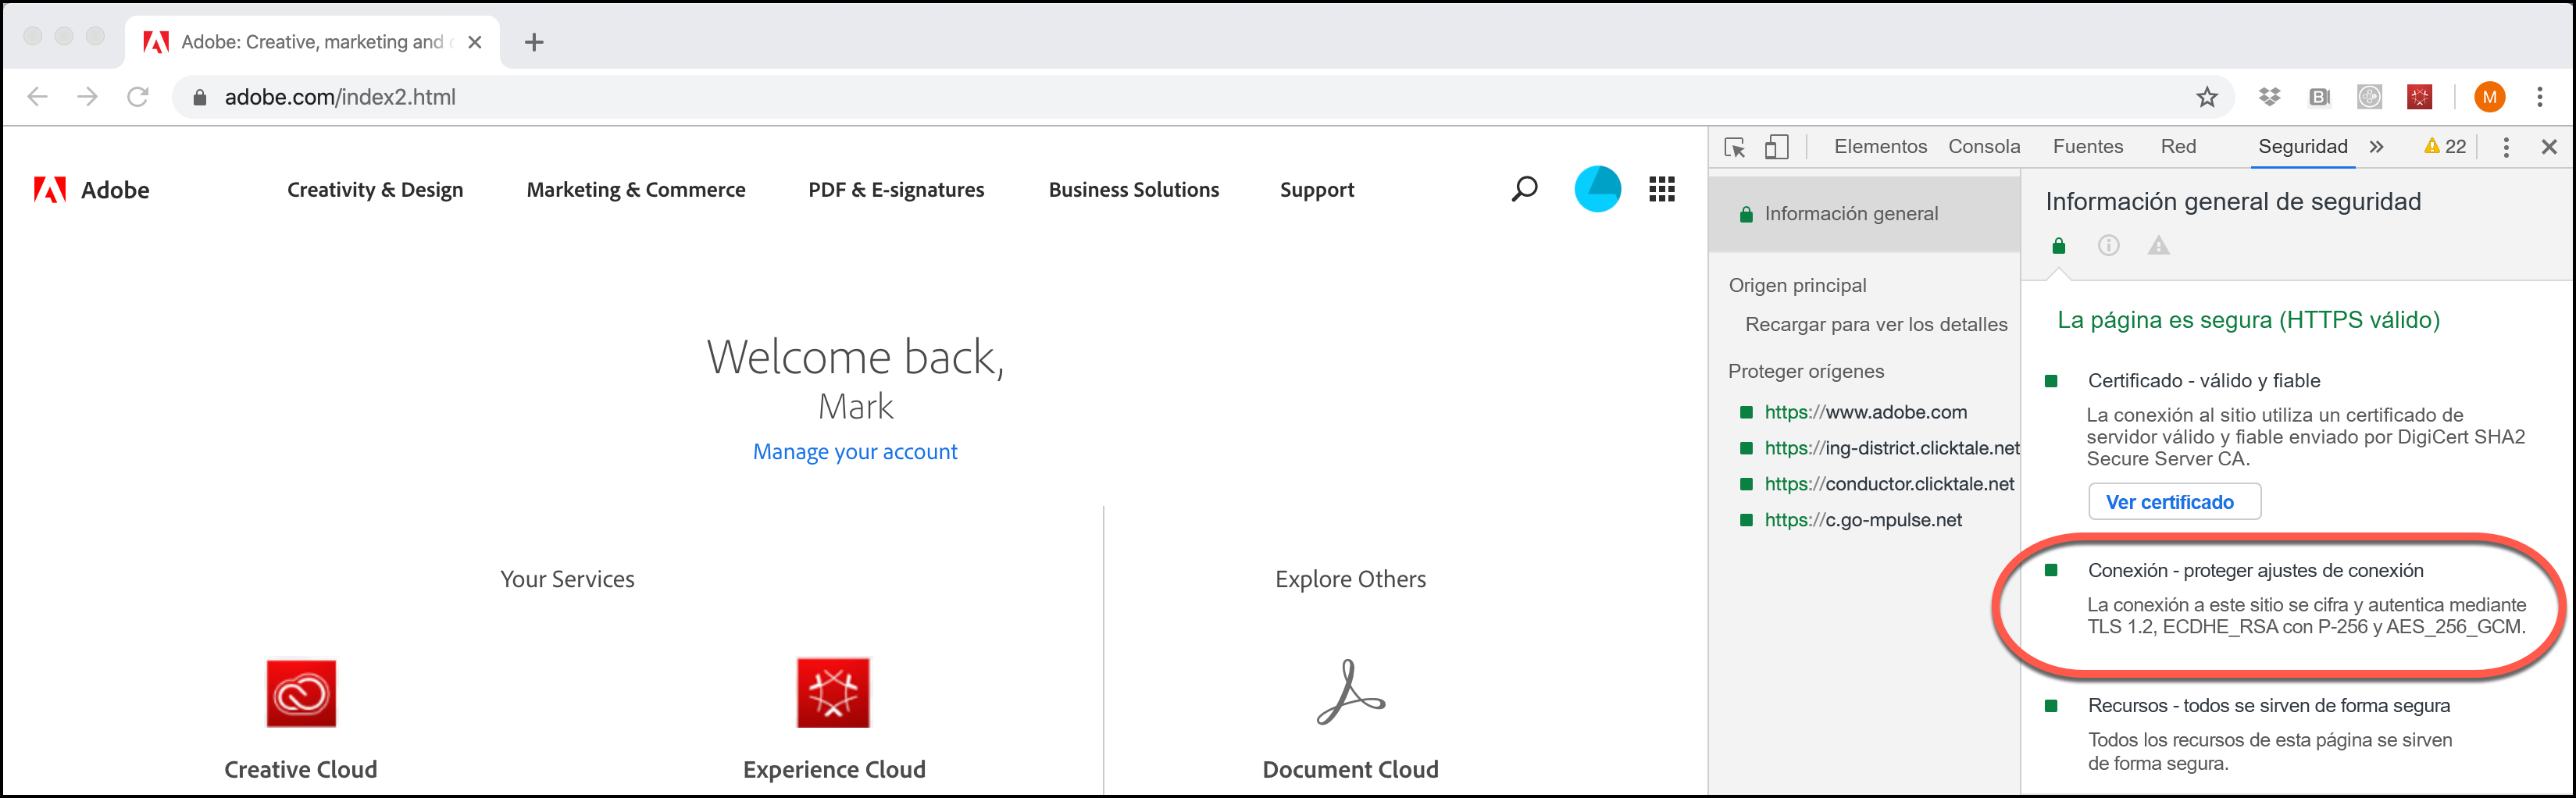 Adobe: Creative, marketing and
adobe.com/index2.html
M
Elementos Consola Fuentes Red Seguridad » 22
Adobe
Creativity & Design Marketing & Commerce PDF & E-signatures Business Solutions Support
Welcome back,
Mark
Manage your account
Your Services
Explore Others
Creative Cloud
Experience Cloud
Document Cloud
Información general
Origen principal
Recargar para ver los detalles
Proteger orígenes
https://www.adobe.com
https://ing-district.clicktale.net
https://conductor.clicktale.net
https://c.go-mpulse.net
Información general de seguridad
La página es segura (HTTPS válido)
Certificado - válido y fiable
La conexión al sitio utiliza un certificado de
servidor válido y fiable enviado por DigiCert SHA2
Secure Server CA.
Ver certificado
Conexión - proteger ajustes de conexión
La conexión a este sitio se cifra y autentica mediante
TLS 1.2, ECDHE_RSA con P-256 y AES_256_GCM.
Recursos - todos se sirven de forma segura
Todos los recursos de esta página se sirven
de forma segura.